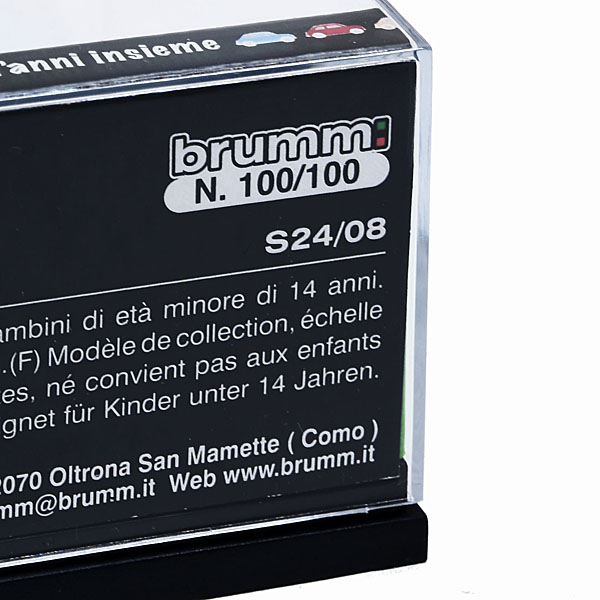 anni insieme
brumm:
N. 100/100
S24/08
ambini di età minore di 14 anni.
.(F) Modèle de collection, échelle
es, né convient pas aux enfants
gnet für Kinder unter 14 Jahren.
2070 Oltrona San Mamette ( Como )
mm@brumm.it Web www.brumm.it